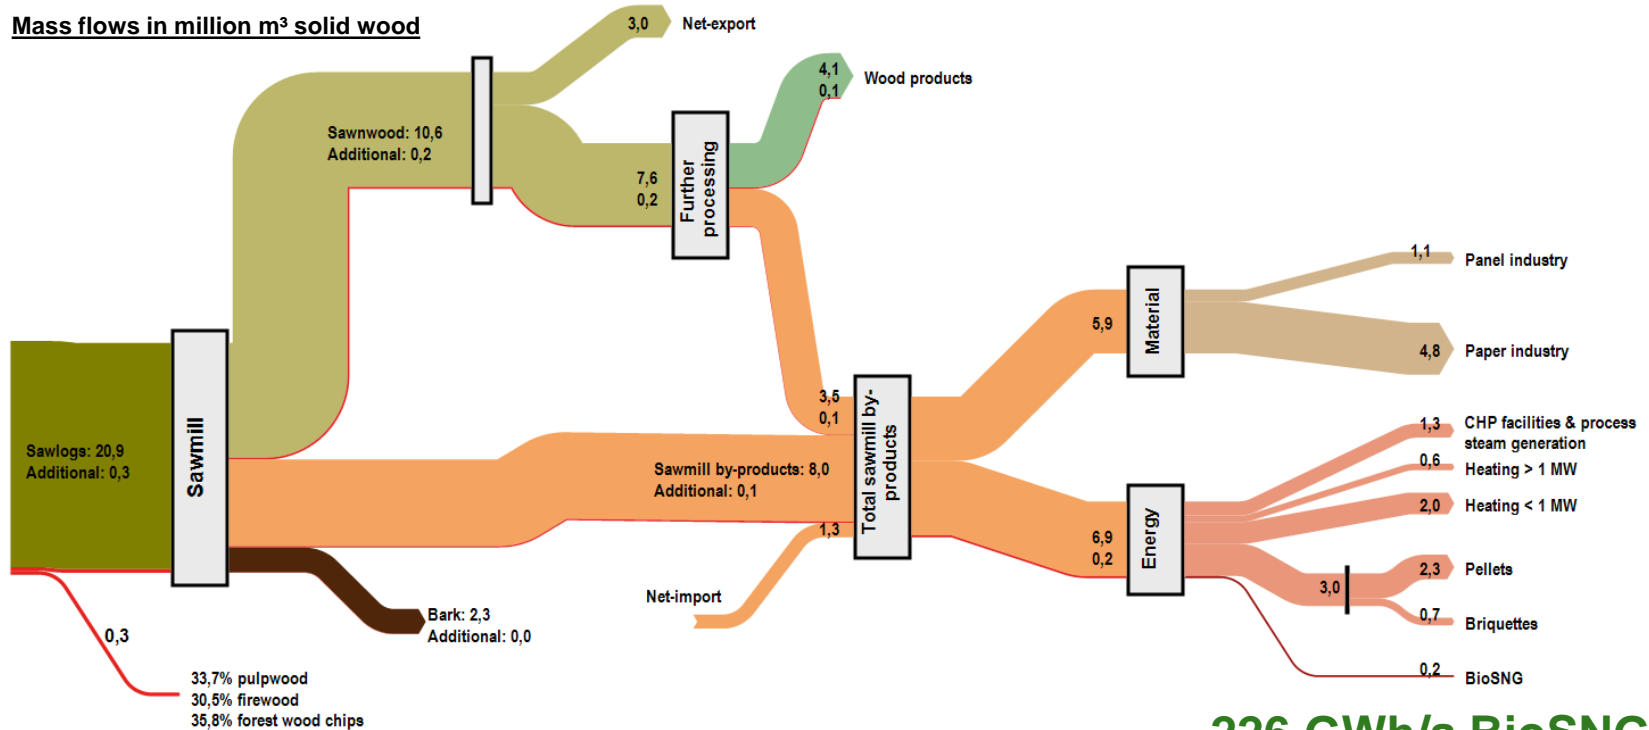 Mass flows in million m³ solid wood
3,0 Net-export
4,1
0,1
Wood products
Sawnwood: 10,6
Additional: 0,2
7,6
0,2
Further
processing
1,1 Panel industry
5,9
Material
4,8 Paper industry
Sawlogs: 20,9
Additional: 0,3
Sawmill
3,5
0,1
Sawmill by-products: 8,0
Additional: 0,1
1,3
Total sawmill by-
products
Net-import
1,3 CHP facilities & process
steam generation
0,6 Heating > 1 MW
2,0 Heating < 1 MW
6,9
0,2
Energy
3,0
2,3 Pellets
0,7 Briquettes
0,2 BioSNG
Bark: 2,3
Additional: 0,0
0,3
33,7% pulpwood
30,5% firewood
35,8% forest wood chips
226 GWh/a BioSNG